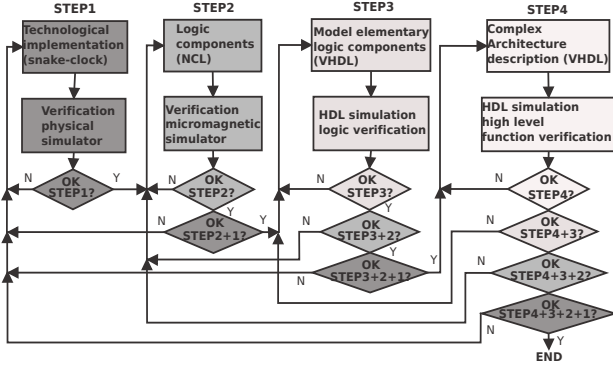 STEP1
STEP2
STEP3
STEP4
Technological
implementation
(snake-clock)
Logic
components
(NCL)
Model elementary
logic components
(VHDL)
Complex
Architecture
description (VHDL)
Verification
physical
simulator
Verification
micromagnetic
simulator
HDL simulation
logic verification
HDL simulation
high level
function verification
N
OK
STEP1?
Y
N
OK
STEP2?
Y
N
OK
STEP2+1?
Y
N
OK
STEP3?
Y
N
OK
STEP3+2?
N
OK
STEP3+2+1?
Y
N
OK
STEP4?
N
OK
STEP4+3?
N
OK
STEP4+3+2?
N
OK
STEP4+3+2+1?
Y
END